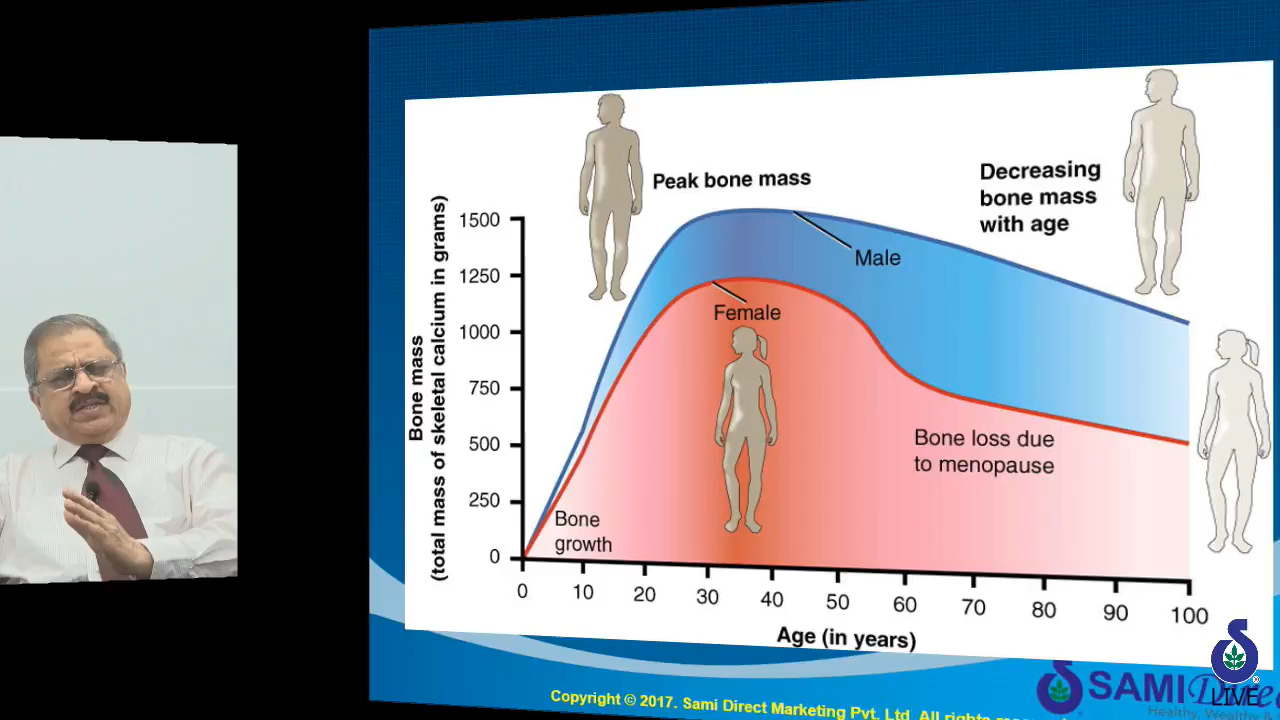 Peak bone mass
Decreasing
bone mass
with age
Bone mass
(total mass of skeletal calcium in grams)
1500
1250
1000
750
500
250
0
Male
Female
Bone loss due
to menopause
Bone
growth
0 10 20 30 40 50 60 70 80 90 100
Age (in years)
Copyright © 2017. Sami Direct Marketing Pvt. Ltd. All rights
SAMI Direc
Healthy, Wealthy &
LIVE